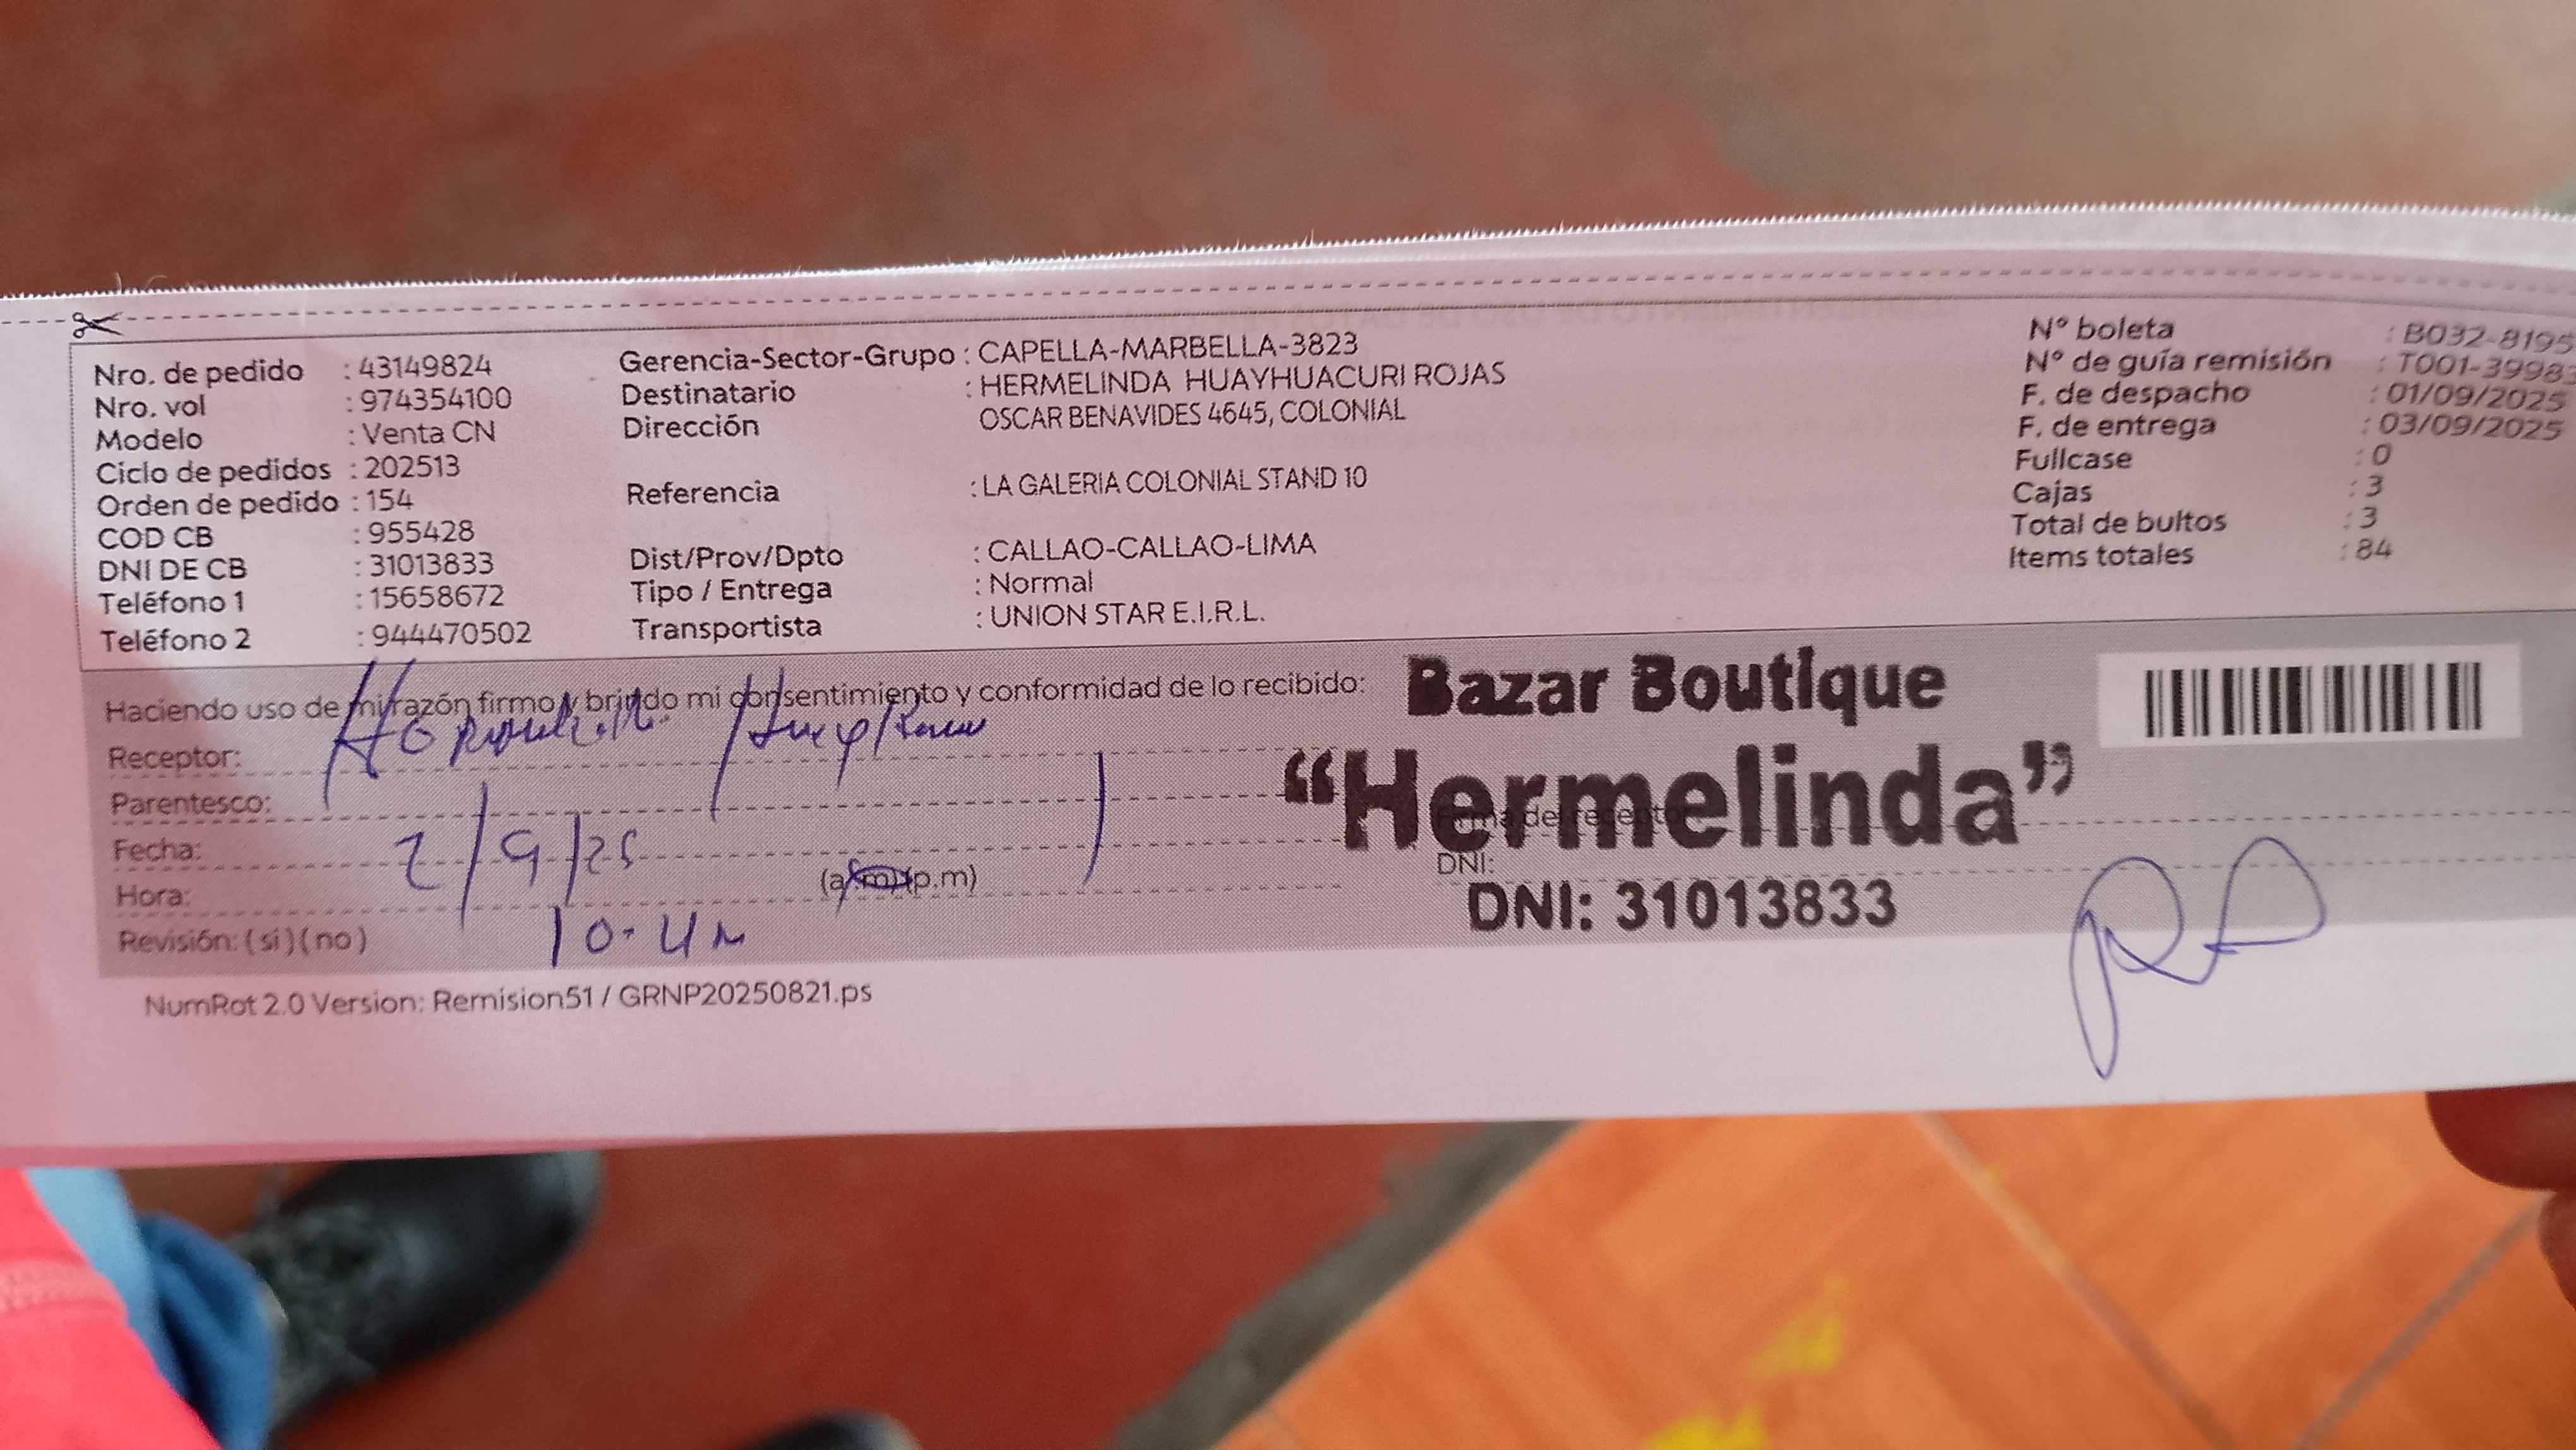 Nro. de pedido : 43149824
Nro. vol : 974354100
Modelo : Venta CN
Ciclo de pedidos : 202513
Orden de pedido : 154
COD CB : 955428
DNI DE CB : 31013833
Teléfono 1 : 15658672
Teléfono 2 : 944470502
Gerencia-Sector-Grupo : CAPELLA-MARBELLA-3823
Destinatario : HERMELINDA HUAYHUACURI ROJAS
Dirección OSCAR BENAVIDES 4645, COLONIAL
Referencia : LA GALERIA COLONIAL STAND 10
Dist/Prov/Dpto : CALLAO-CALLAO-LIMA
Tipo / Entrega : Normal
Transportista : UNION STAR E.I.R.L.
N° boleta : B032-8195
N° de guía remisión : T001-39983
F. de despacho : 01/09/2025
F. de entrega : 03/09/2025
Fullcase : 0
Cajas : 3
Total de bultos : 3
Items totales : 84
Haciendo uso de mi razón firmo y brindo mi consentimiento y conformidad de lo recibido:
Receptor:
Parentesco:
Fecha: 2/9/25
Hora: (a.m)(p.m)
Revisión: (si)(no)
Bazar Boutique
“Hermelinda”
Firma del receptor
DNI:
DNI: 31013833
NumRot 2.0 Version: Remision51 / GRNP20250821.ps